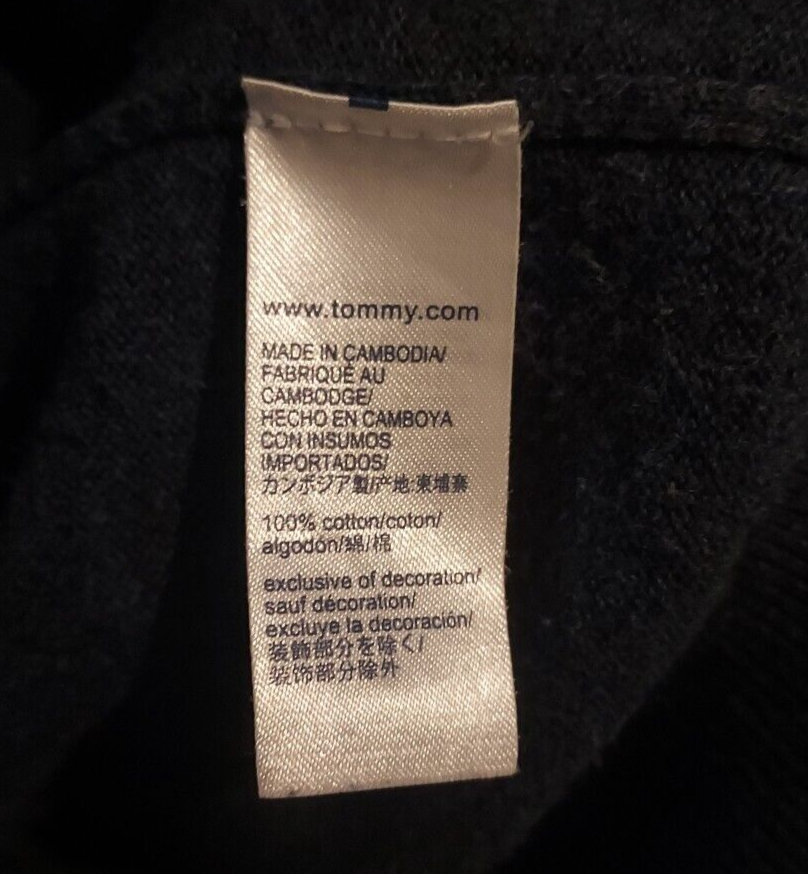 www.tommy.com
MADE IN CAMBODIA/
FABRIQUÉ AU
CAMBODGE/
HECHO EN CAMBOYA
CON INSUMOS
IMPORTADOS/
カンボジア製/产地:柬埔寨
100% cotton/coton/
algodón/綿/棉
exclusive of decoration/
sauf décoration/
excluye la decoración/
装飾部分を除く/
装饰部分除外